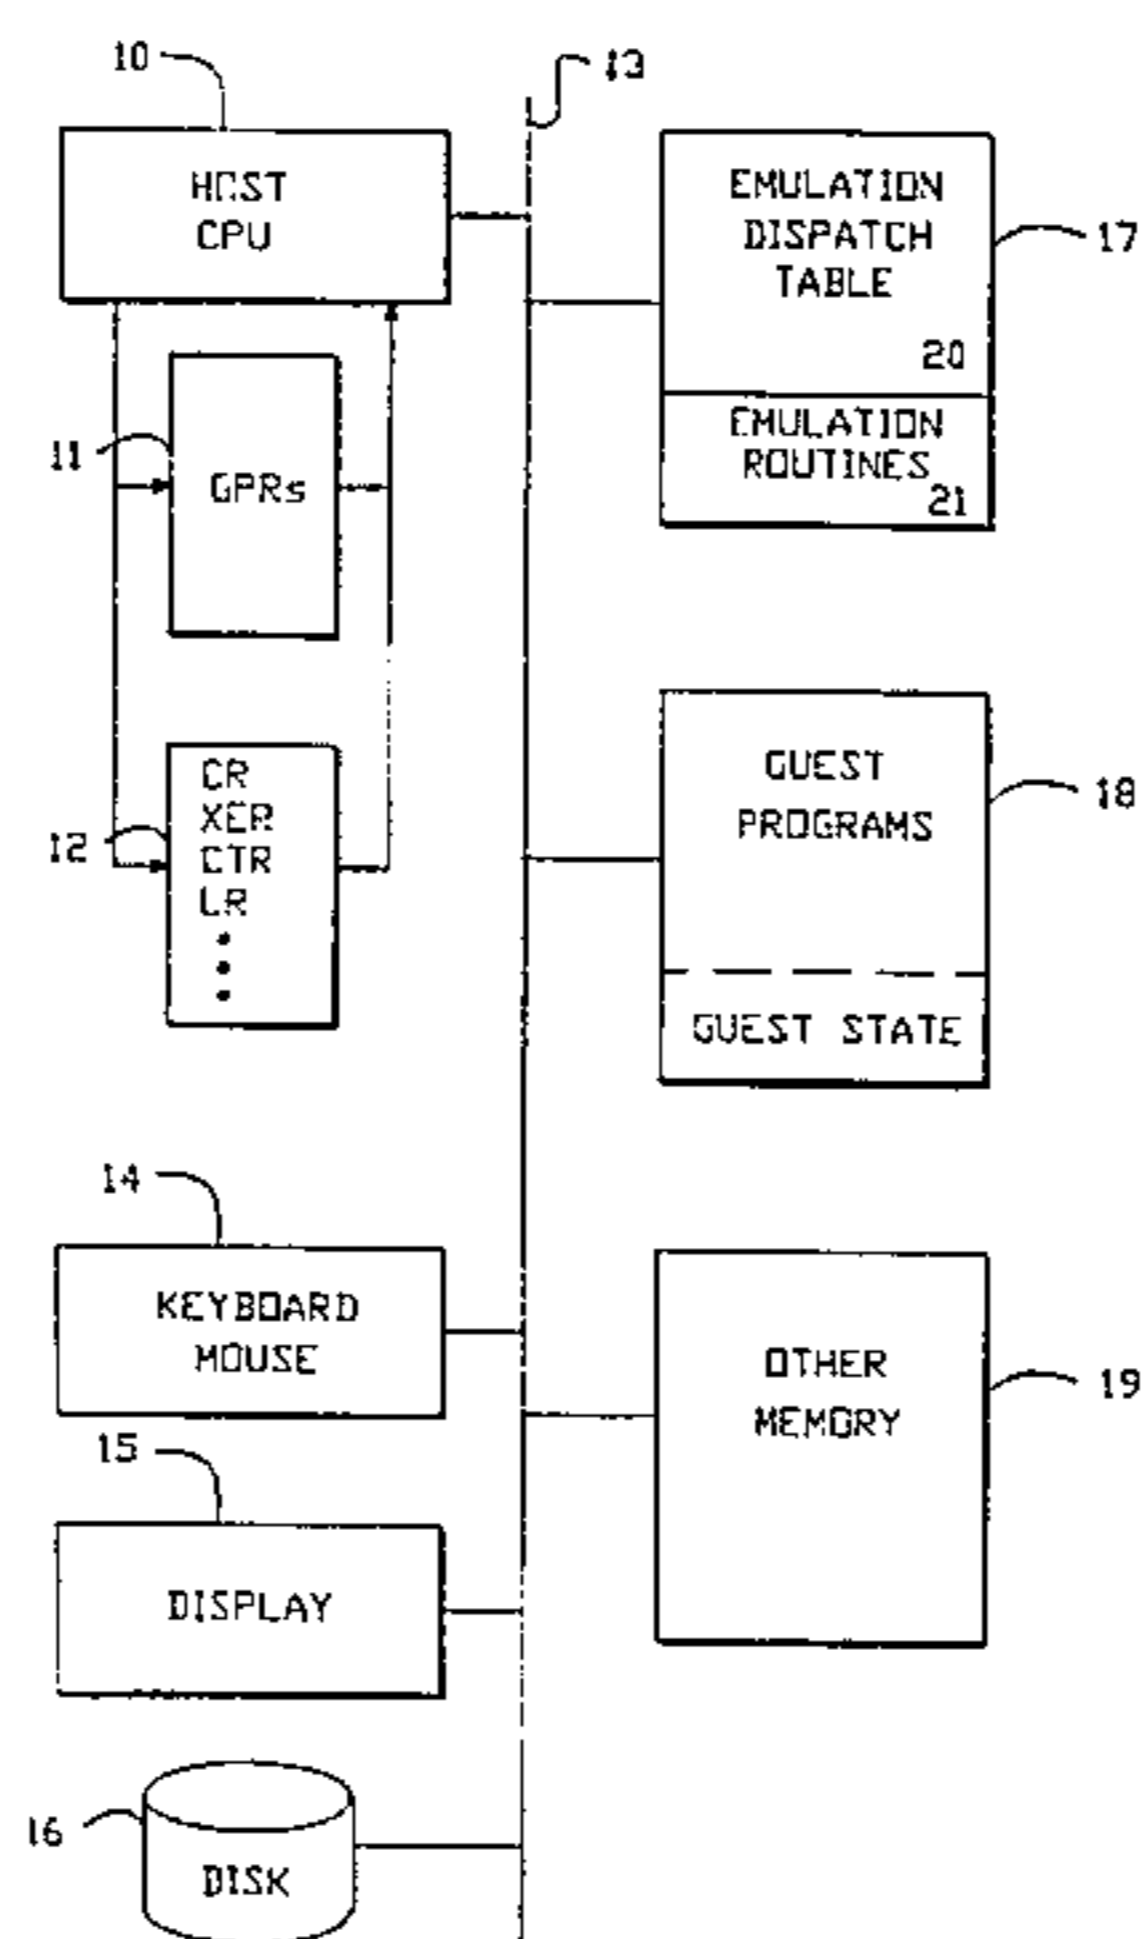 10
13
HOST
CPU
EMULATION
DISPATCH
TABLE
17
20
EMULATION
ROUTINES
21
11
GPRs
12
CR
XER
CTR
LR
GUEST
PROGRAMS
18
GUEST STATE
14
KEYBOARD
MOUSE
OTHER
MEMORY
19
15
DISPLAY
16
DISK